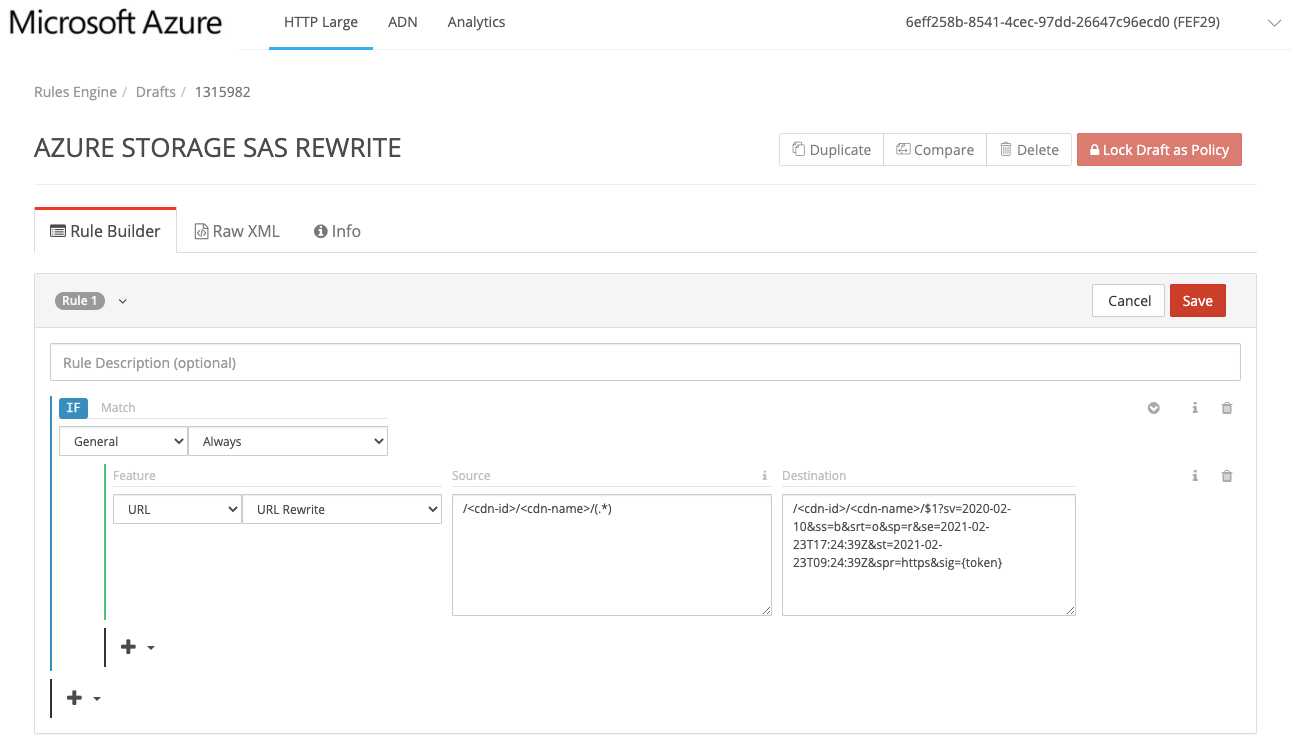 Microsoft Azure
HTTP Large ADN Analytics 6eff258b-8541-4cec-97dd-26647c96ecd0 (FEF29)
Rules Engine / Drafts / 1315982
AZURE STORAGE SAS REWRITE
Duplicate Compare Delete Lock Draft as Policy
Rule Builder Raw XML Info
Rule 1 Cancel Save
Rule Description (optional)
IF Match
General Always
Feature Source Destination
URL URL Rewrite /<cdn-id>/<cdn-name>/(.*) /<cdn-id>/<cdn-name>/$1?sv=2020-02-
10&ss=b&srt=o&sp=r&se=2021-02-
23T17:24:39Z&st=2021-02-
23T09:24:39Z&spr=https&sig={token}